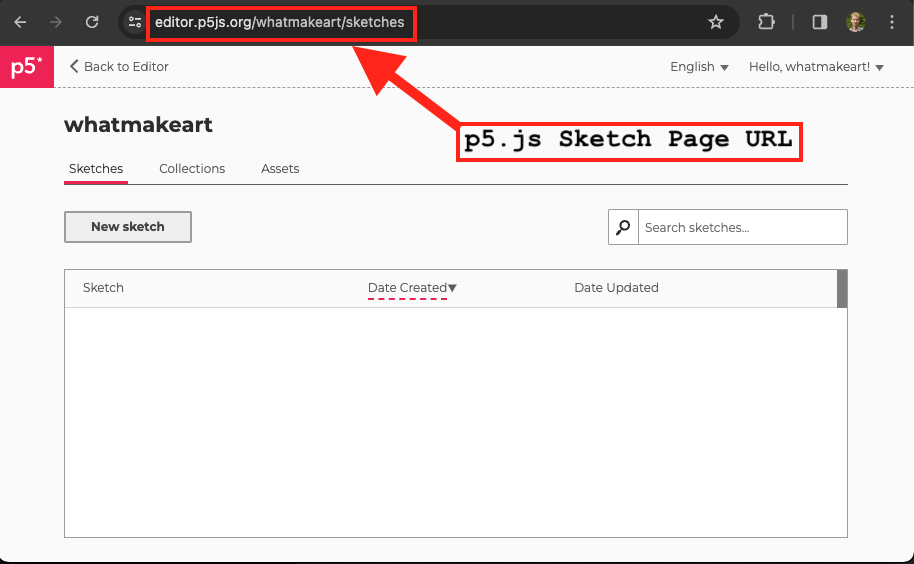 editor.p5js.org/whatmakeart/sketches
p5* Back to Editor English ▼ Hello, whatmakeart! ▼
whatmakeart
p5.js Sketch Page URL
Sketches Collections Assets
New sketch Search sketches...
Sketch Date Created▼ Date Updated